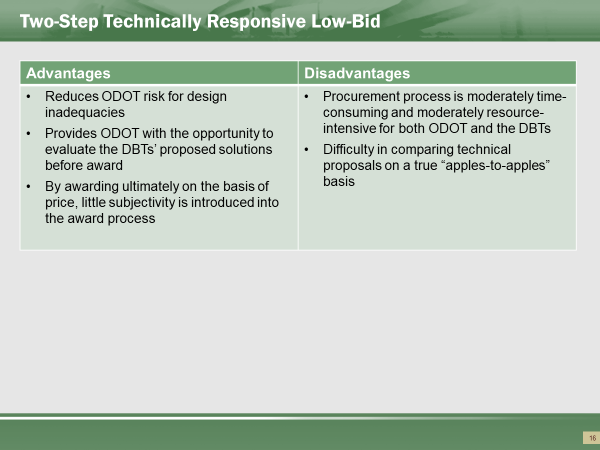 Two-Step Technically Responsive Low-Bid
Advantages
• Reduces ODOT risk for design
inadequacies
• Provides ODOT with the opportunity to
evaluate the DBTs’ proposed solutions
before award
• By awarding ultimately on the basis of
price, little subjectivity is introduced into
the award process
Disadvantages
• Procurement process is moderately time-
consuming and moderately resource-
intensive for both ODOT and the DBTs
• Difficulty in comparing technical
proposals on a true “apples-to-apples”
basis
16